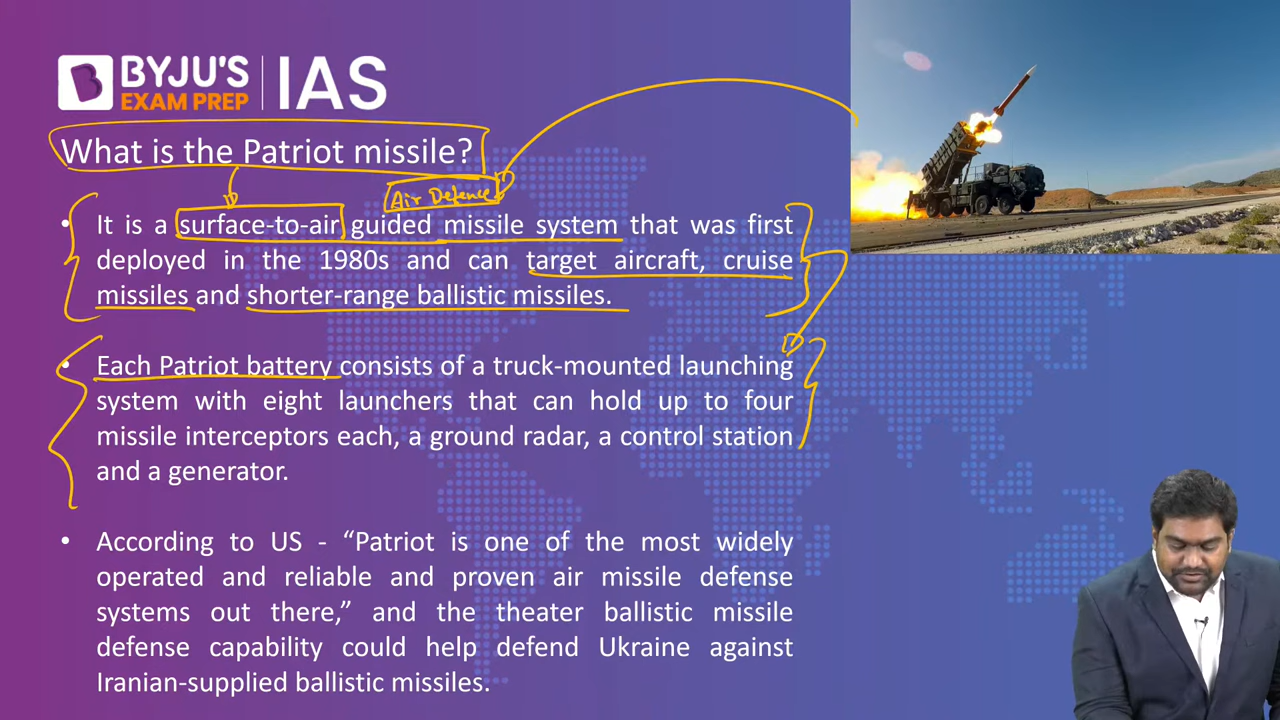 BYJU'S
EXAM PREP
IAS
What is the Patriot missile?
Air Defence
• It is a surface-to-air guided missile system that was first
deployed in the 1980s and can target aircraft, cruise
missiles and shorter-range ballistic missiles.
• Each Patriot battery consists of a truck-mounted launching
system with eight launchers that can hold up to four
missile interceptors each, a ground radar, a control station
and a generator.
• According to US - “Patriot is one of the most widely
operated and reliable and proven air missile defense
systems out there,” and the theater ballistic missile
defense capability could help defend Ukraine against
Iranian-supplied ballistic missiles.